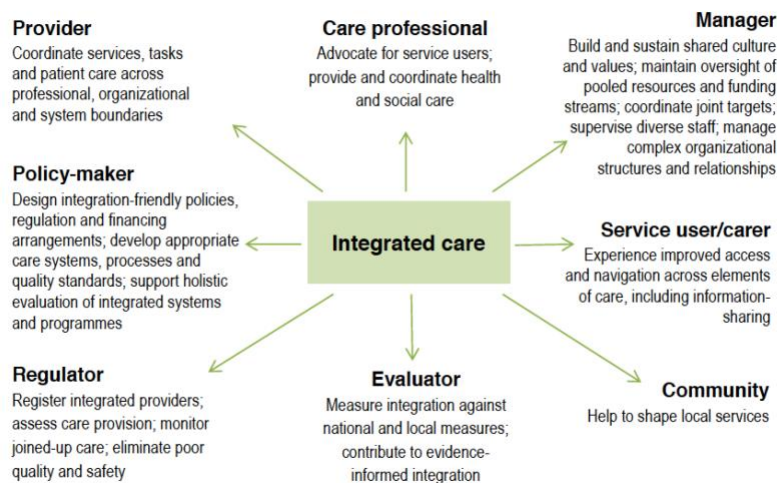 Provider
Coordinate services, tasks
and patient care across
professional, organizational
and system boundaries
Care professional
Advocate for service users;
provide and coordinate health
and social care
Manager
Build and sustain shared culture
and values; maintain oversight of
pooled resources and funding
streams; coordinate joint targets;
supervise diverse staff; manage
complex organizational
structures and relationships
Policy-maker
Design integration-friendly policies,
regulation and financing
arrangements; develop appropriate
care systems, processes and
quality standards; support holistic
evaluation of integrated systems
and programmes
Integrated care
Service user/carer
Experience improved access
and navigation across elements
of care, including information-
sharing
Regulator
Register integrated providers;
assess care provision; monitor
joined-up care; eliminate poor
quality and safety
Evaluator
Measure integration against
national and local measures;
contribute to evidence-
informed integration
Community
Help to shape local services